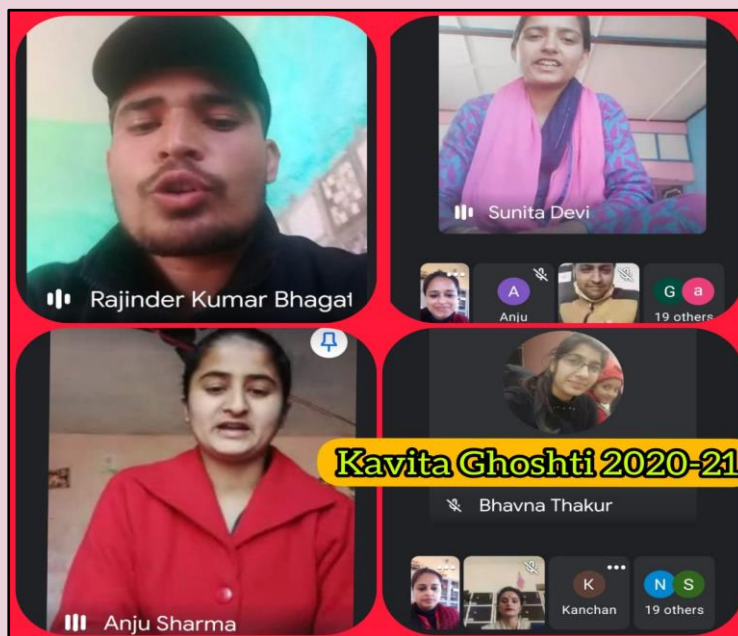 Rajinder Kumar Bhagat
Sunita Devi
A
Anju
G a
19 others
Anju Sharma
Kavita Ghoshti 2020-21
Bhavna Thakur
K
Kanchan
N S
19 others